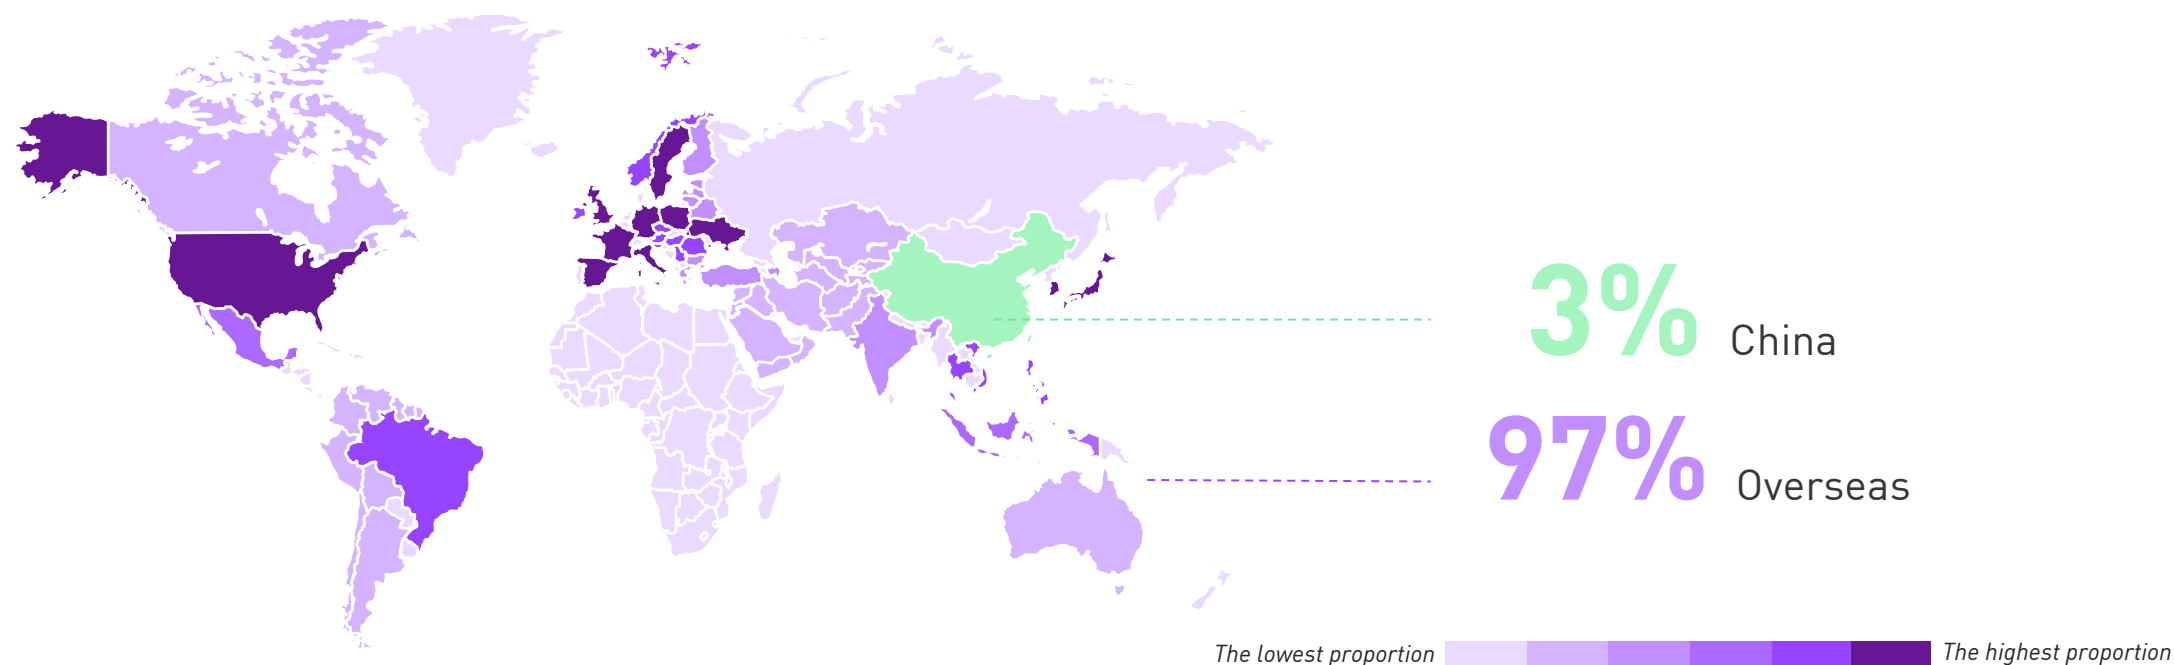 3% China
97% Overseas
The lowest proportion The highest proportion